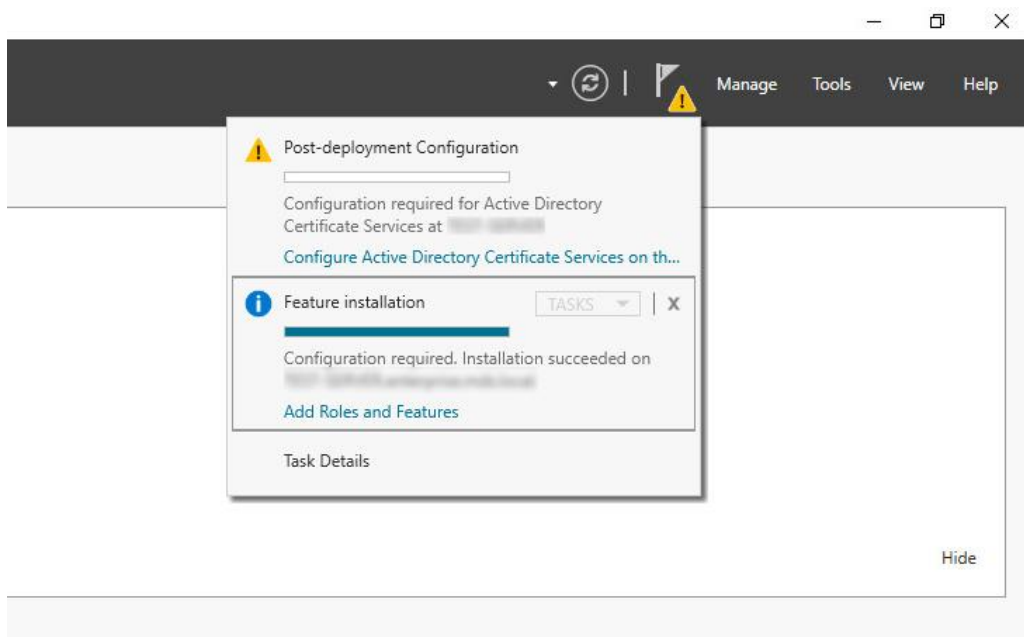 Manage Tools View Help
Post-deployment Configuration
Configuration required for Active Directory
Certificate Services at
Configure Active Directory Certificate Services on th...
Feature installation TASKS X
Configuration required. Installation succeeded on
Add Roles and Features
Task Details
Hide